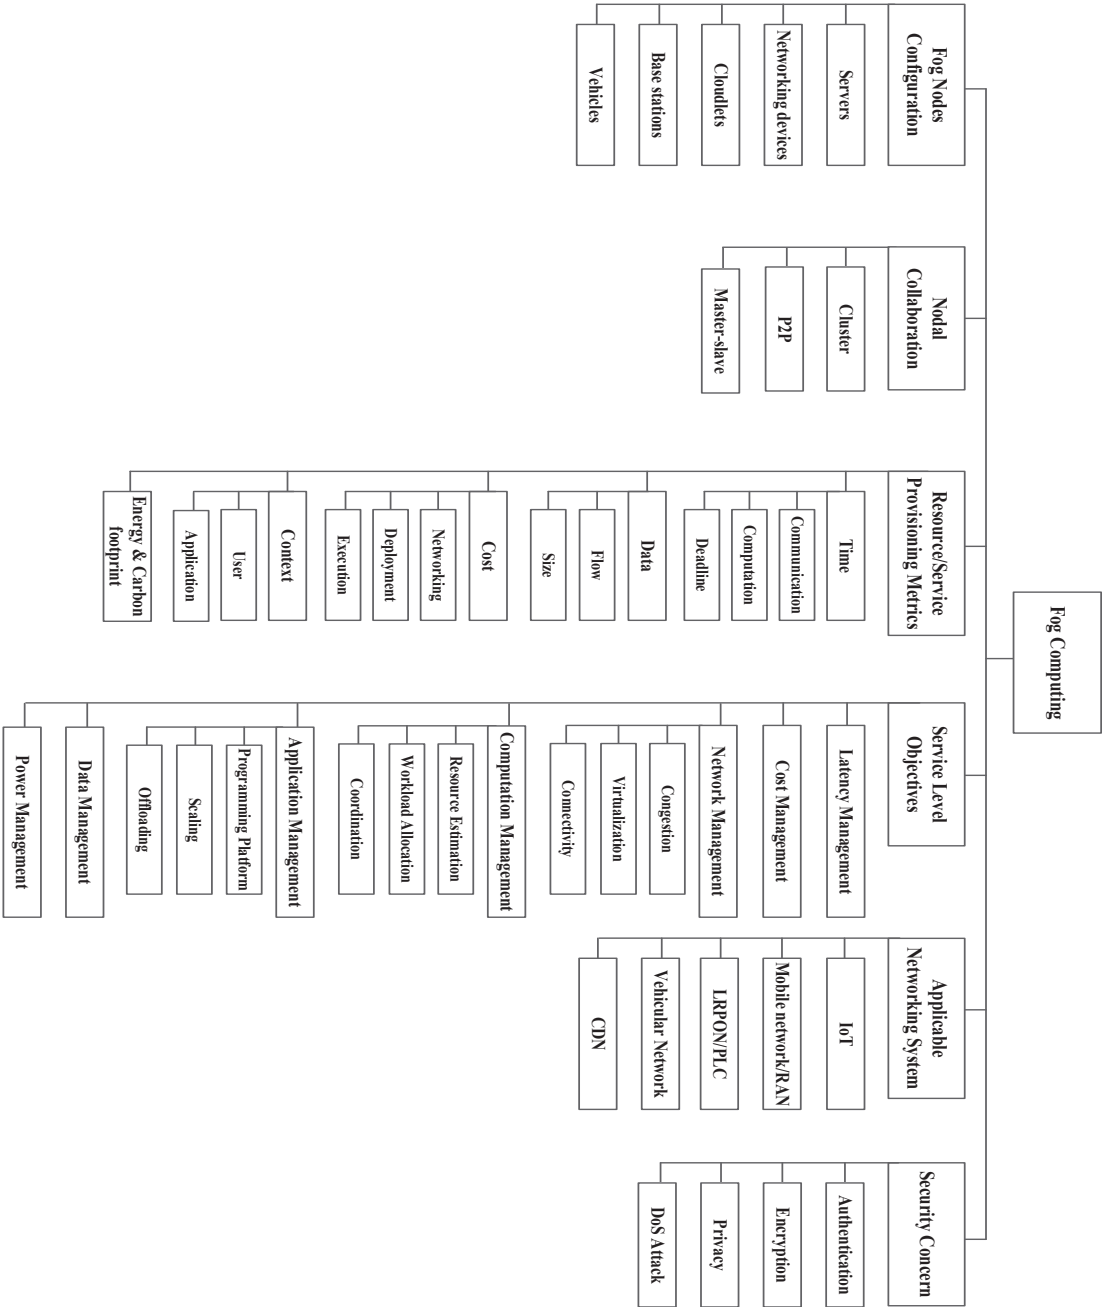 Fog Computing
Fog Nodes
Configuration
Servers
Networking devices
Cloudlets
Base stations
Vehicles
Nodal
Collaboration
Cluster
P2P
Master-slave
Resource/Service
Provisioning Metrics
Time
Communication
Computation
Deadline
Data
Flow
Size
Cost
Networking
Deployment
Execution
Context
User
Application
Energy & Carbon
footprint
Service Level
Objectives
Latency Management
Cost Management
Network Management
Congestion
Virtualization
Connectivity
Computation Management
Resource Estimation
Workload Allocation
Coordination
Application Management
Programming Platform
Scaling
Offloading
Data Management
Power Management
Applicable
Networking System
IoT
Mobile network/RAN
LRPON/PLC
Vehicular Network
CDN
Security Concern
Authentication
Encryption
Privacy
DoS Attack